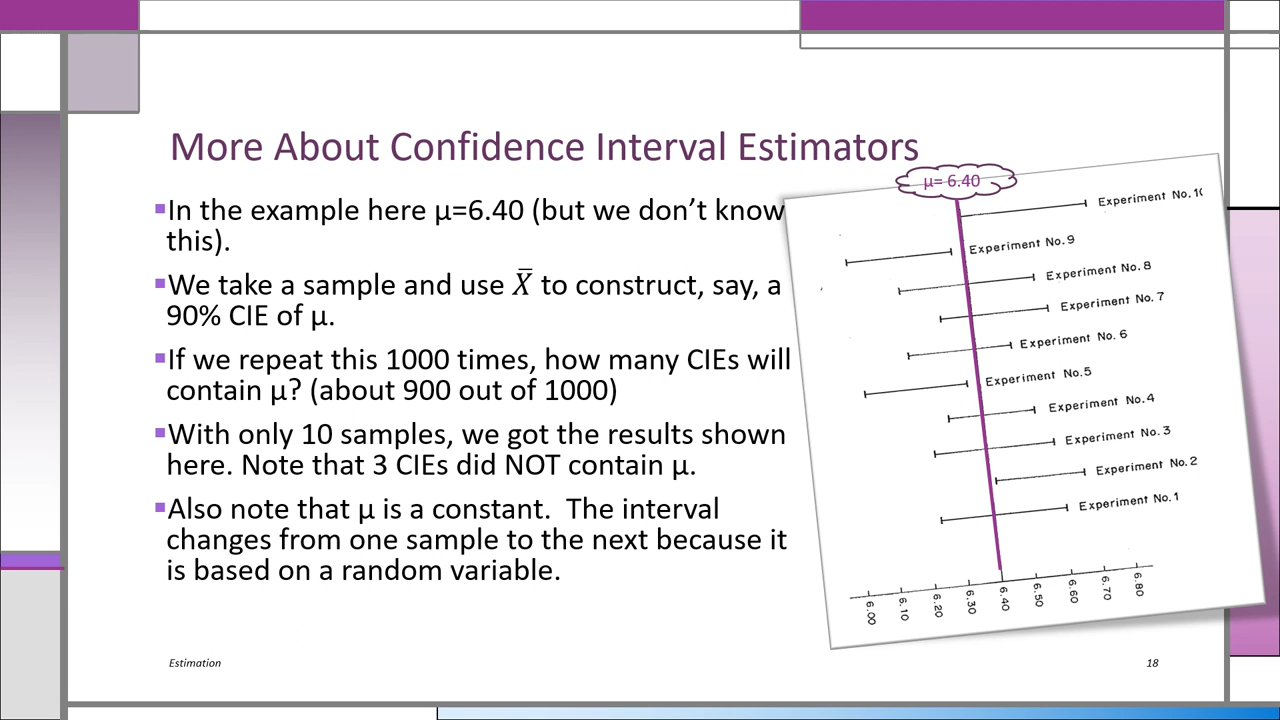 More About Confidence Interval Estimators
▪In the example here μ=6.40 (but we don’t know
this).
▪We take a sample and use X̅ to construct, say, a
90% CIE of μ.
▪If we repeat this 1000 times, how many CIEs will
contain μ? (about 900 out of 1000)
▪With only 10 samples, we got the results shown
here. Note that 3 CIEs did NOT contain μ.
▪Also note that μ is a constant.  The interval
changes from one sample to the next because it
is based on a random variable.
μ= 6.40
Experiment No.10
Experiment No.9
Experiment No.8
Experiment No.7
Experiment No.6
Experiment No.5
Experiment No.4
Experiment No.3
Experiment No.2
Experiment No.1
6.00 6.10 6.20 6.30 6.40 6.50 6.60 6.70 6.80
Estimation
18